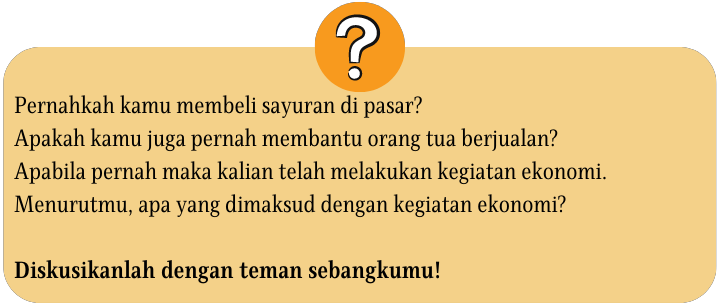 ?
Pernahkah kamu membeli sayuran di pasar?
Apakah kamu juga pernah membantu orang tua berjualan?
Apabila pernah maka kalian telah melakukan kegiatan ekonomi.
Menurutmu, apa yang dimaksud dengan kegiatan ekonomi?
Diskusikanlah dengan teman sebangkumu!